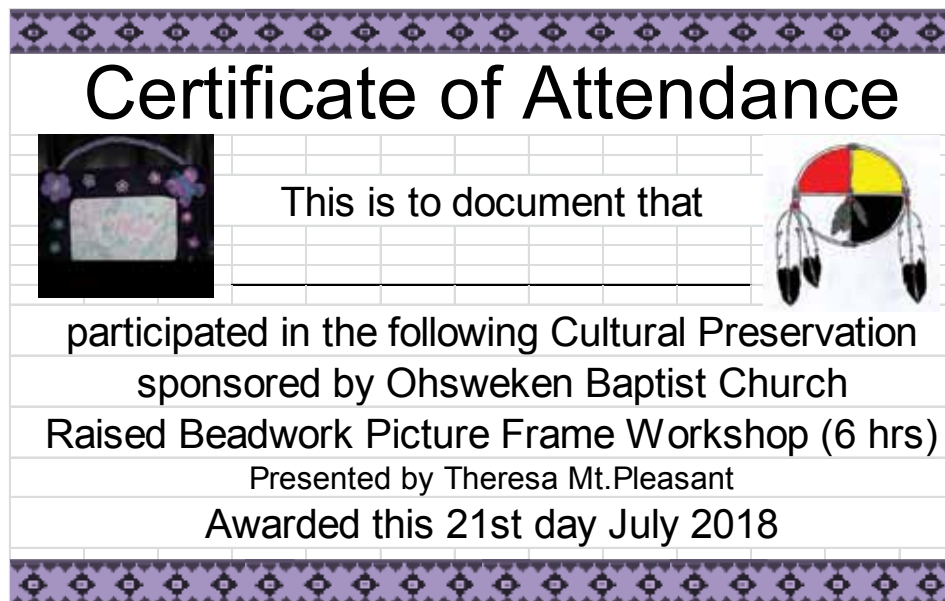 Certificate of Attendance
This is to document that
participated in the following Cultural Preservation
sponsored by Ohsweken Baptist Church
Raised Beadwork Picture Frame Workshop (6 hrs)
Presented by Theresa Mt.Pleasant
Awarded this 21st day July 2018